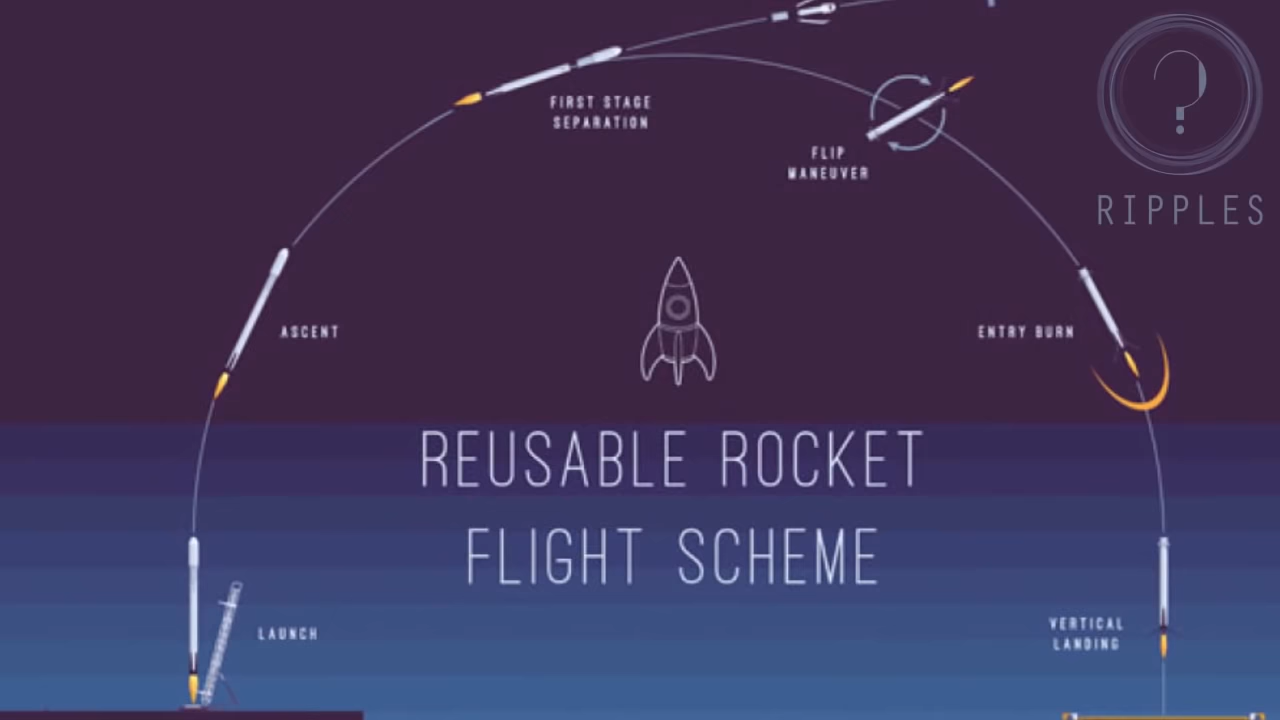 FIRST STAGE
SEPARATION
FLIP
MANEUVER
?
RIPPLES
ASCENT
ENTRY BURN
REUSABLE ROCKET
FLIGHT SCHEME
LAUNCH
VERTICAL
LANDING